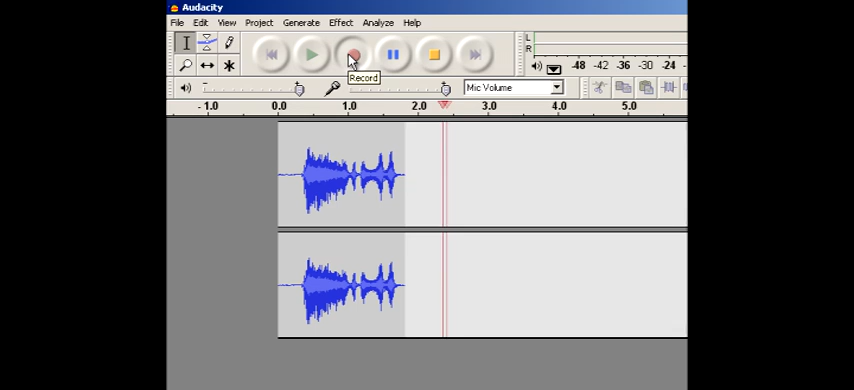 Audacity
File Edit View Project Generate Effect Analyze Help
L
R
-48 -42 -36 -30 -24
Record
- + - + Mic Volume
- 1.0 0.0 1.0 2.0 3.0 4.0 5.0